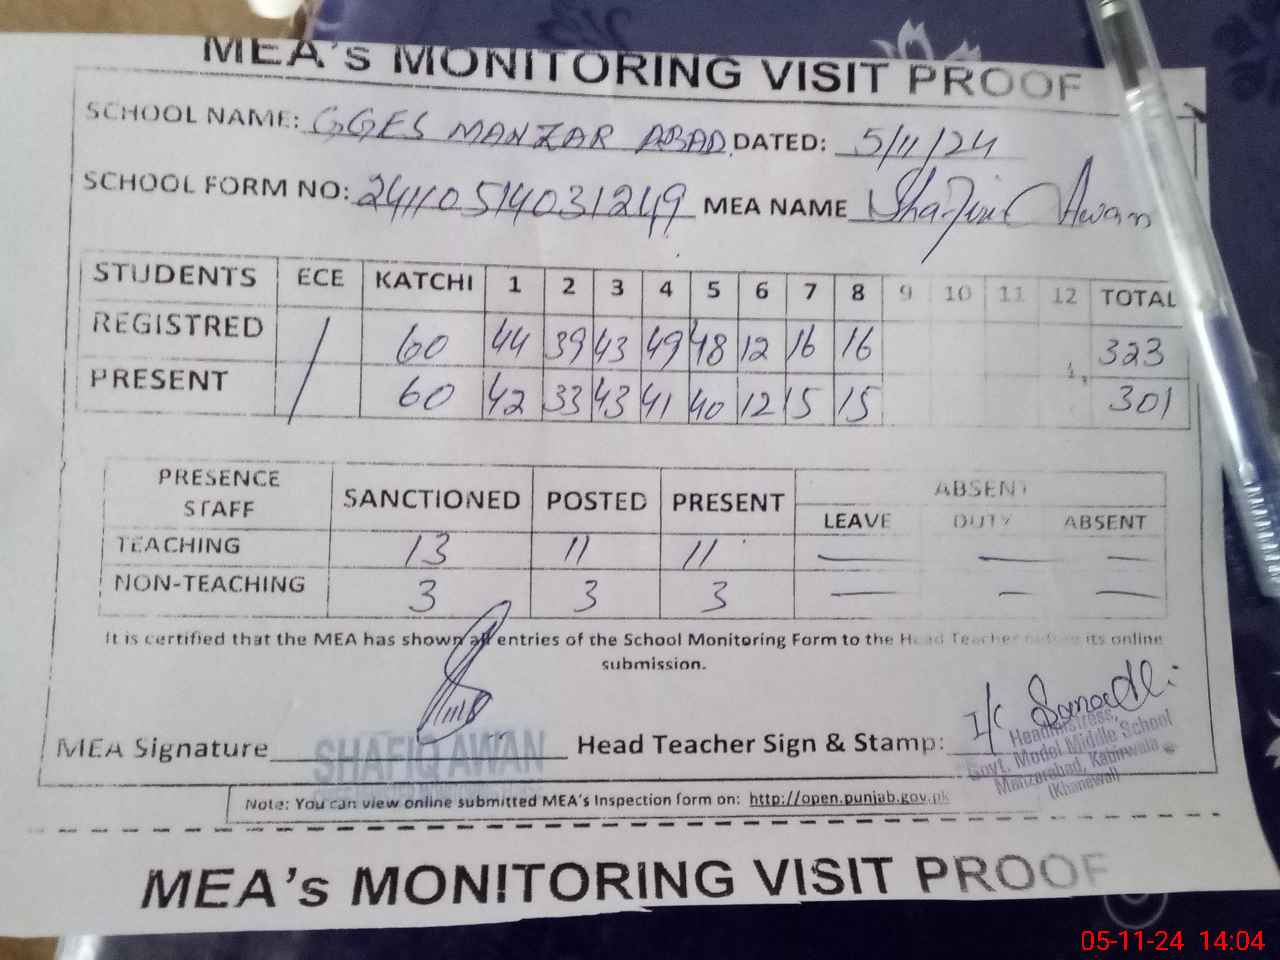 MEA's MONITORING VISIT PROOF
SCHOOL NAME: GGES MANZAR ABAD DATED: 5/11/24
SCHOOL FORM NO: 24110514031249 MEA NAME Shafiq Awan
STUDENTS ECE KATCHI 1 2 3 4 5 6 7 8 9 10 11 12 TOTAL
REGISTRED / 60 44 39 43 49 48 12 16 16 323
PRESENT / 60 42 33 43 41 40 12 15 15 301
PRESENCE STAFF SANCTIONED POSTED PRESENT ABSENT
LEAVE DUTY ABSENT
TEACHING 13 11 11 — — —
NON-TEACHING 3 3 3 — — —
It is certified that the MEA has shown all entries of the School Monitoring Form to the Head Teacher before its online
submission.
I/C
MEA Signature SHAFIQ AWAN Head Teacher Sign & Stamp:
Headmistress,
Govt. Model Middle School
Manzarabad, Kabirwala
(Khanewal)
Note: You can view online submitted MEA's Inspection form on: http://open.punjab.gov.pk
MEA's MONITORING VISIT PROOF
05-11-24 14:04